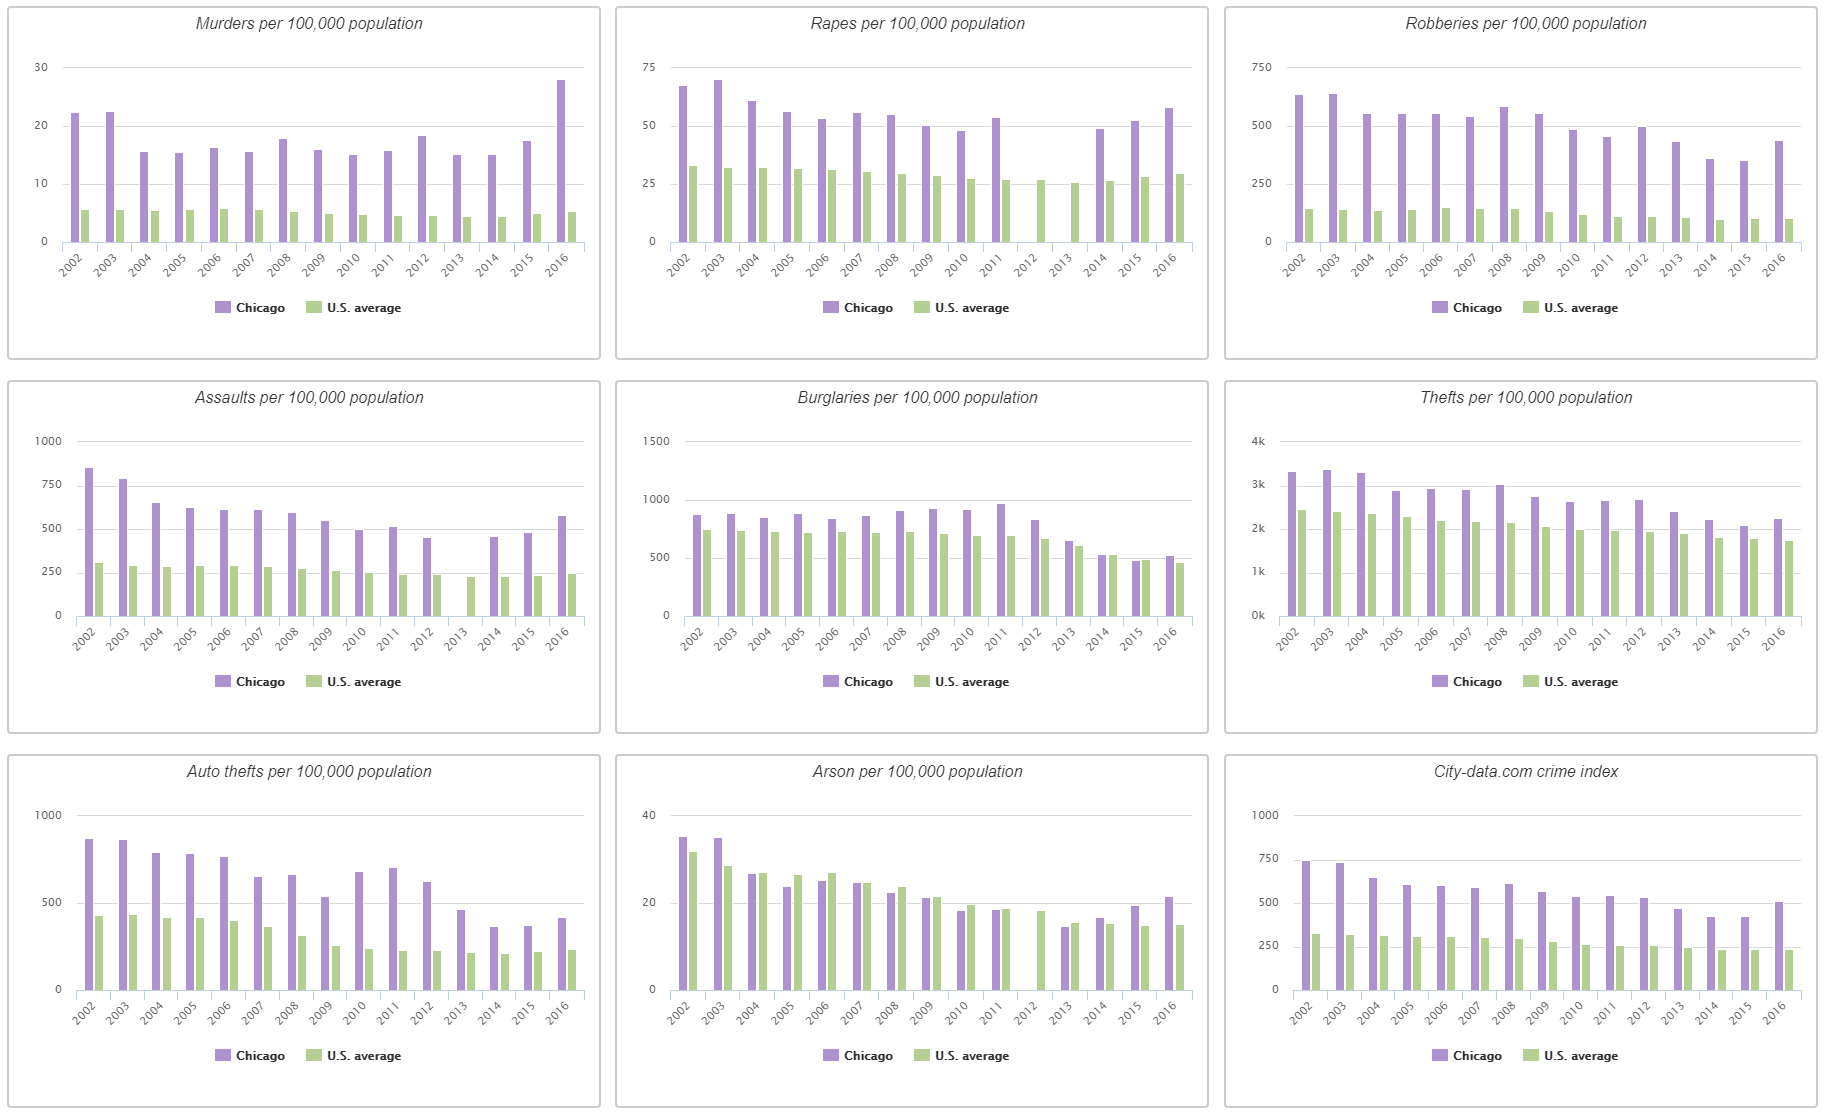 Murders per 100,000 population
30
20
10
0
2002 2003 2004 2005 2006 2007 2008 2009 2010 2011 2012 2013 2014 2015 2016
Chicago U.S. average
Rapes per 100,000 population
75
50
25
0
2002 2003 2004 2005 2006 2007 2008 2009 2010 2011 2012 2013 2014 2015 2016
Chicago U.S. average
Robberies per 100,000 population
750
500
250
0
2002 2003 2004 2005 2006 2007 2008 2009 2010 2011 2012 2013 2014 2015 2016
Chicago U.S. average
Assaults per 100,000 population
1000
750
500
250
0
2002 2003 2004 2005 2006 2007 2008 2009 2010 2011 2012 2013 2014 2015 2016
Chicago U.S. average
Burglaries per 100,000 population
1500
1000
500
0
2002 2003 2004 2005 2006 2007 2008 2009 2010 2011 2012 2013 2014 2015 2016
Chicago U.S. average
Thefts per 100,000 population
4k
3k
2k
1k
0k
2002 2003 2004 2005 2006 2007 2008 2009 2010 2011 2012 2013 2014 2015 2016
Chicago U.S. average
Auto thefts per 100,000 population
1000
500
0
2002 2003 2004 2005 2006 2007 2008 2009 2010 2011 2012 2013 2014 2015 2016
Chicago U.S. average
Arson per 100,000 population
40
20
0
2002 2003 2004 2005 2006 2007 2008 2009 2010 2011 2012 2013 2014 2015 2016
Chicago U.S. average
City-data.com crime index
1000
750
500
250
0
2002 2003 2004 2005 2006 2007 2008 2009 2010 2011 2012 2013 2014 2015 2016
Chicago U.S. average